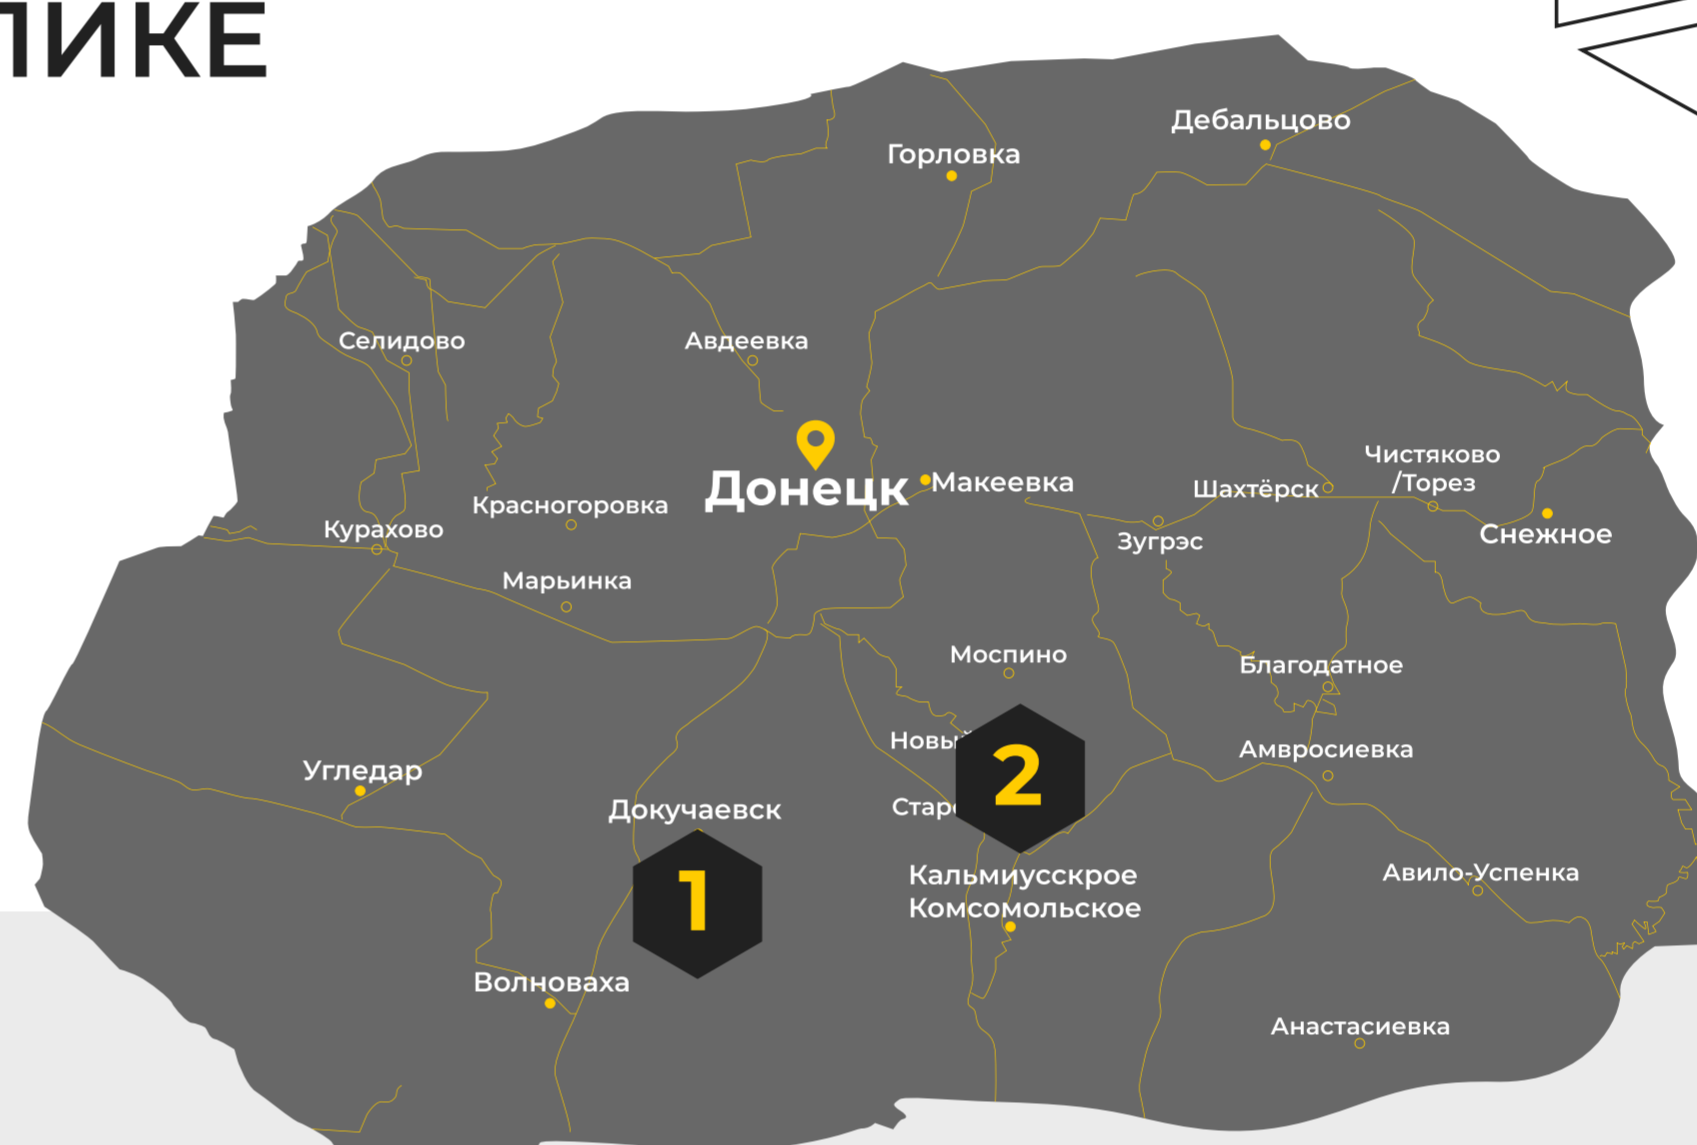 ЛИКЕ
Дебальцово
Горловка
Селидово
Авдеевка
Чистяково
/Торез
Донецк
Макеевка
Шахтёрск
Красногоровка
Курахово
Снежное
Зугрэс
Марьинка
Моспино
Благодатное
Новый
Амвросиевка
2
Угледар
Докучаевск
Старо
Кальмиусскрое
Комсомольское
Авило-Успенка
1
Волноваха
Анастасиевка